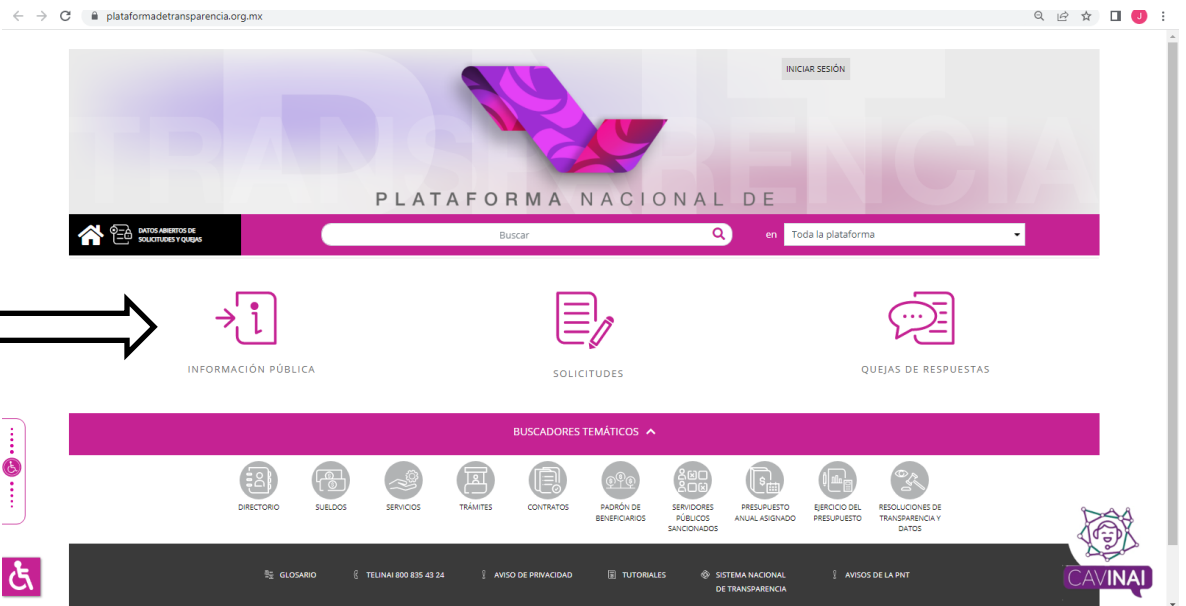 plataformadetransparencia.org.mx
J
INICIAR SESIÓN
TRANSPARENCIA
PLATAFORMA NACIONAL DE
DATOS ABIERTOS DE
SOLICITUDES Y QUEJAS
Buscar
en
Toda la plataforma
INFORMACIÓN PÚBLICA
SOLICITUDES
QUEJAS DE RESPUESTAS
BUSCADORES TEMÁTICOS
DIRECTORIO
SUELDOS
SERVICIOS
TRÁMITES
CONTRATOS
PADRÓN DE
BENEFICIARIOS
SERVIDORES
PÚBLICOS
SANCIONADOS
PRESUPUESTO
ANUAL ASIGNADO
EJERCICIO DEL
PRESUPUESTO
RESOLUCIONES DE
TRANSPARENCIA Y
DATOS
GLOSARIO
TELINAI 800 835 43 24
AVISO DE PRIVACIDAD
TUTORIALES
SISTEMA NACIONAL
DE TRANSPARENCIA
AVISOS DE LA PNT
CAVINAI